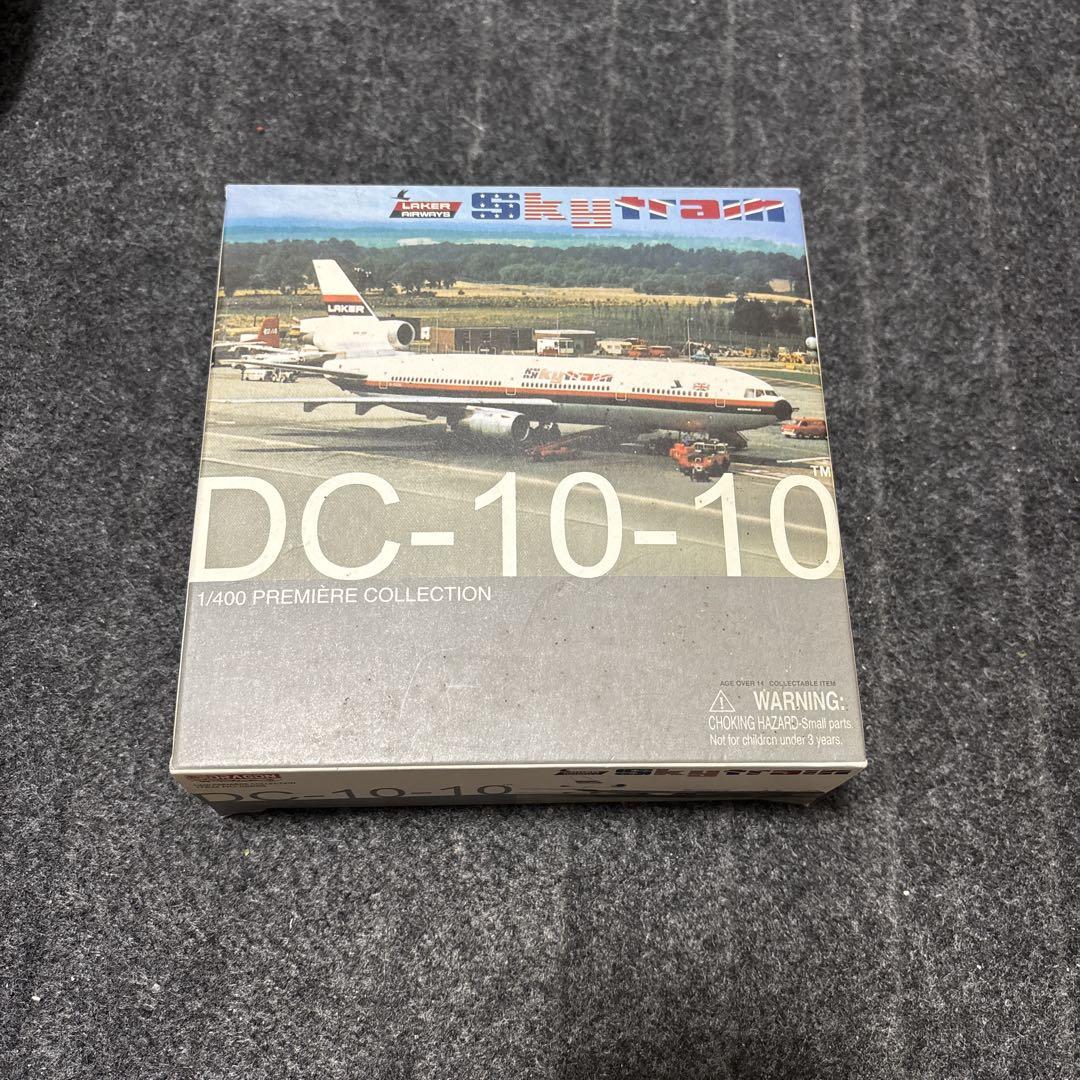 LAKER
AIRWAYS
Skytrain
LAKER
Skytrain
DC-10-10™
1/400 PREMIÈRE COLLECTION
AGE OVER 14 COLLECTABLE ITEM
WARNING:
CHOKING HAZARD-Small parts
Not for children under 3 years.
DRAGON
Skytrain
DC-10-10